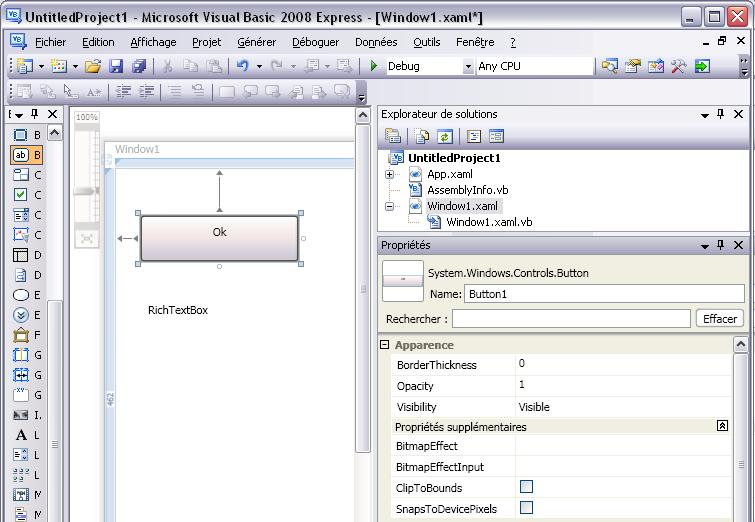 UntitledProject1 - Microsoft Visual Basic 2008 Express - [Window1.xaml*]
Fichier Edition Affichage Projet Générer Déboguer Données Outils Fenêtre ?
Debug Any CPU
E
B
B
C
C
C
C
D
D
E
E
F
G
G
G
I.
L
L
L
M
P
100%
Window1
Ok
RichTextBox
462
Explorateur de solutions
UntitledProject1
App.xaml
AssemblyInfo.vb
Window1.xaml
Window1.xaml.vb
Propriétés
System.Windows.Controls.Button
Name: Button1
Rechercher : Effacer
Apparence
BorderThickness 0
Opacity 1
Visibility Visible
Propriétés supplémentaires
BitmapEffect
BitmapEffectInput
ClipToBounds
SnapsToDevicePixels